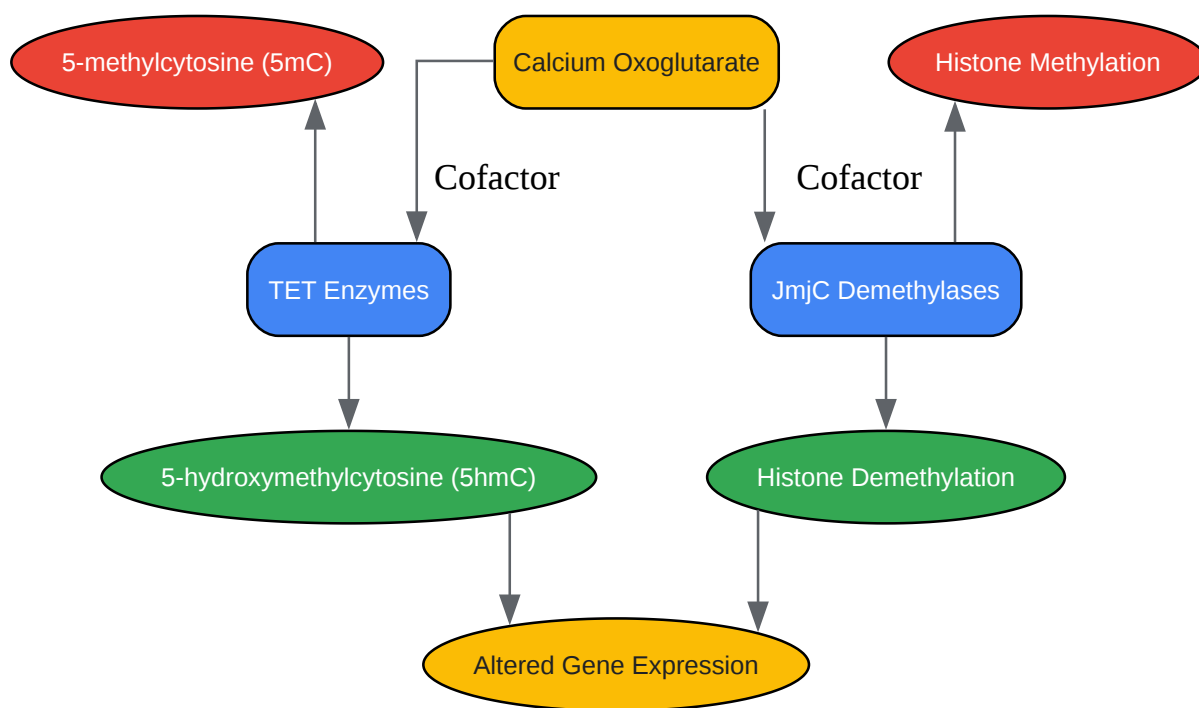 5-methylcytosine (5mC)
Calcium Oxoglutarate
Histone Methylation
Cofactor
Cofactor
TET Enzymes
JmjC Demethylases
5-hydroxymethylcytosine (5hmC)
Histone Demethylation
Altered Gene Expression